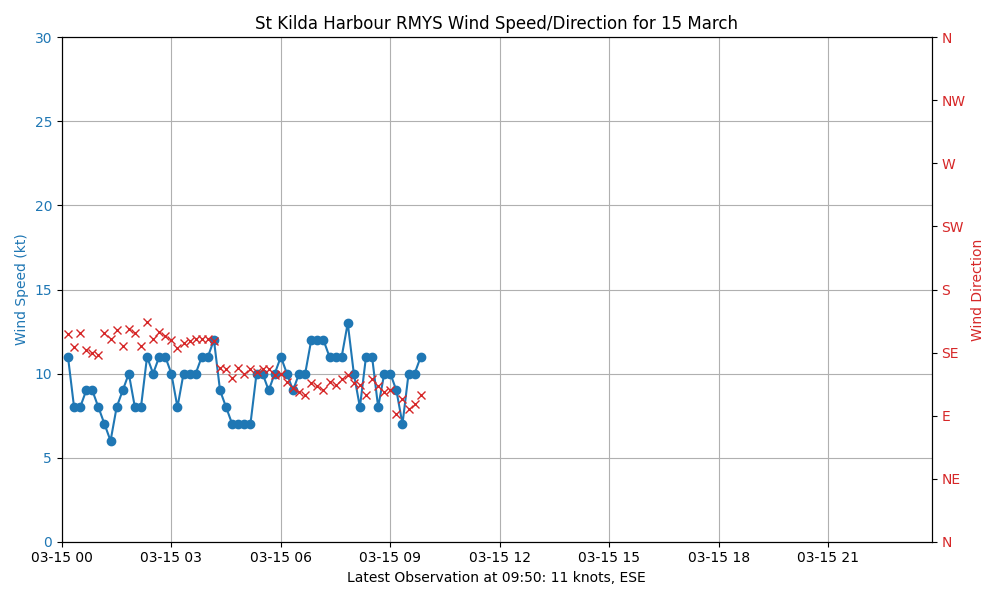 St Kilda Harbour RMYS Wind Speed/Direction for 15 March
Wind Speed (kt)
30
25
20
15
10
5
0
N
NW
W
SW
S
SE
E
NE
N
Wind Direction
03-15 00 03-15 03 03-15 06 03-15 09 03-15 12 03-15 15 03-15 18 03-15 21
Latest Observation at 09:50: 11 knots, ESE